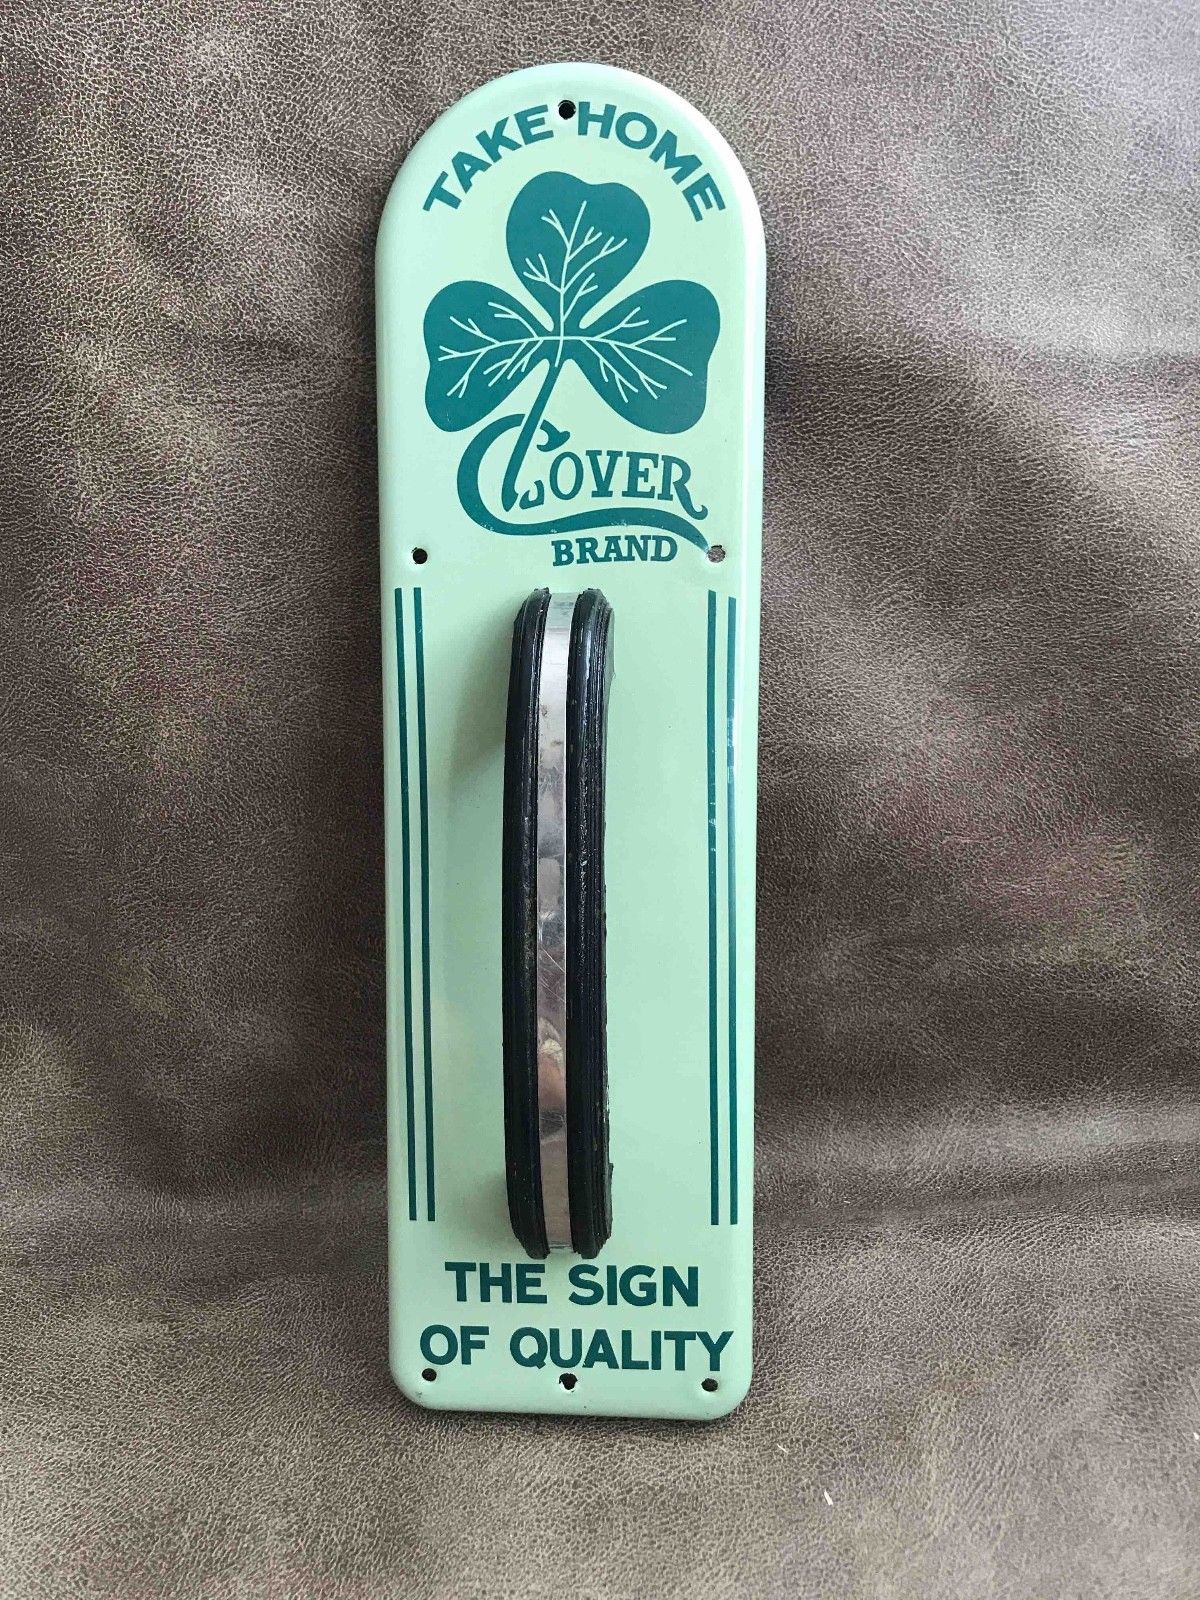 TAKE HOME
CLOVER
BRAND
THE SIGN
OF QUALITY